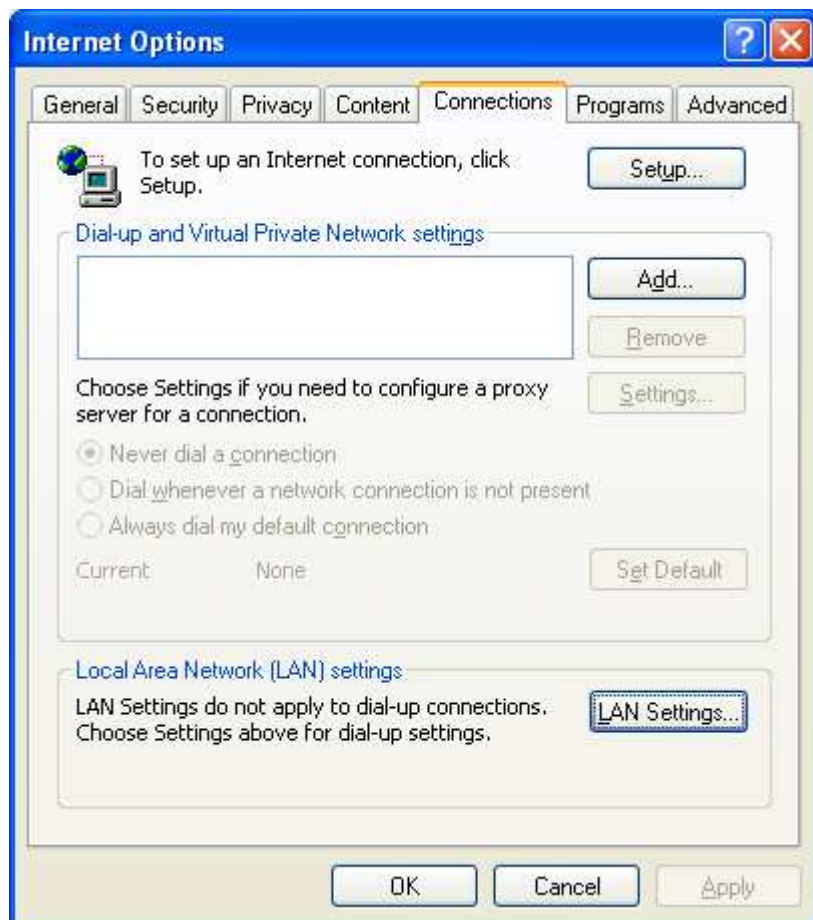 Internet Options
General Security Privacy Content Connections Programs Advanced
To set up an Internet connection, click
Setup.
Setup...
Dial-up and Virtual Private Network settings
Add...
Remove
Choose Settings if you need to configure a proxy
server for a connection.
Settings...
Never dial a connection
Dial whenever a network connection is not present
Always dial my default connection
Current None
Set Default
Local Area Network (LAN) settings
LAN Settings do not apply to dial-up connections.
Choose Settings above for dial-up settings.
LAN Settings...
OK Cancel Apply